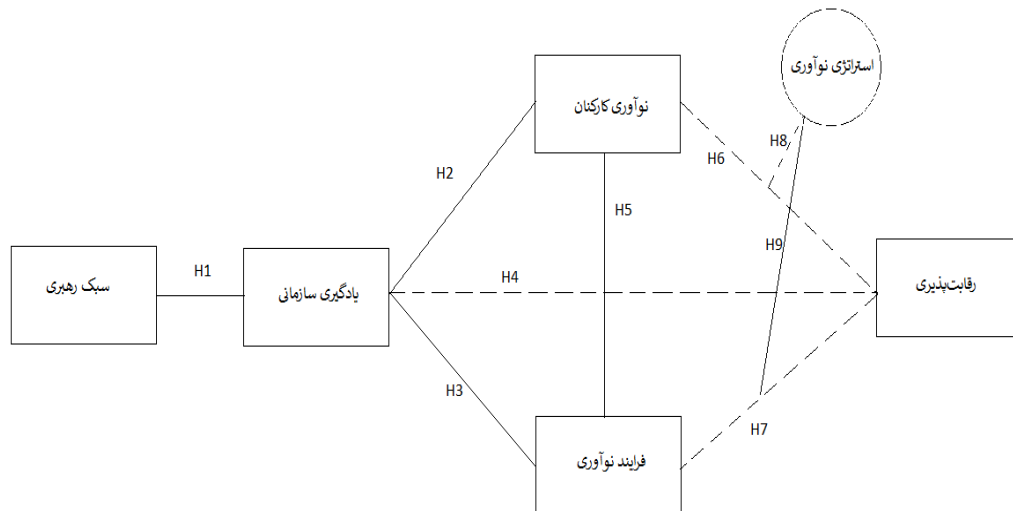 استراتژی نوآوری
نوآوری کارکنان
H8
H6
H2
H5
H9
سبک رهبری
H1
یادگیری سازمانی
H4
رقابت‌پذیری
H3
H7
فرایند نوآوری